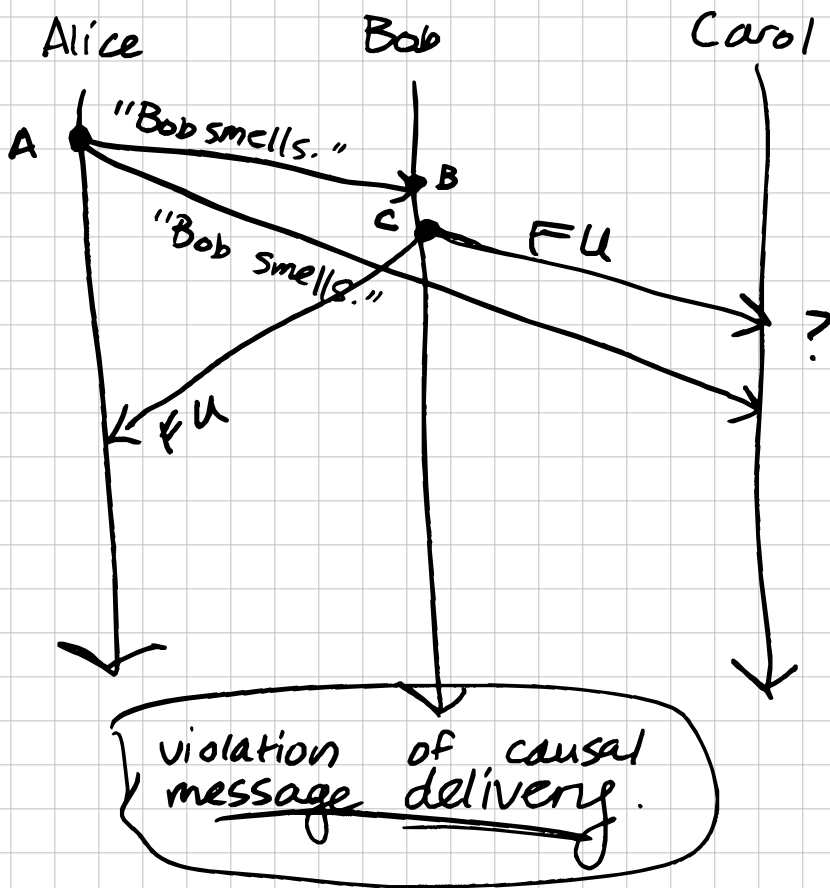 Alice Bob Carol
A "Bob smells." B
C FU
"Bob smells."
?
FU
violation of causal
message delivery.